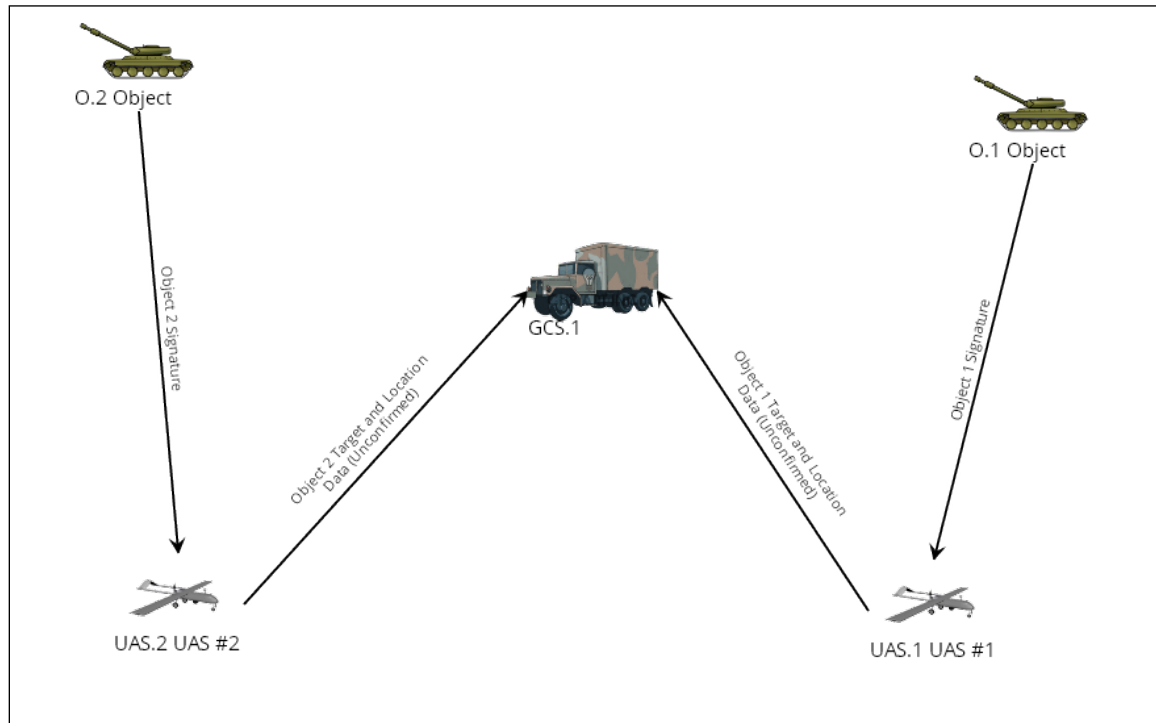 O.2 Object
O.1 Object
Object 2 Signature
GCS.1
Object 2 Target and Location
Data (Unconfirmed)
Object 1 Target and Location
Data (Unconfirmed)
Object 1 Signature
UAS.2 UAS #2
UAS.1 UAS #1